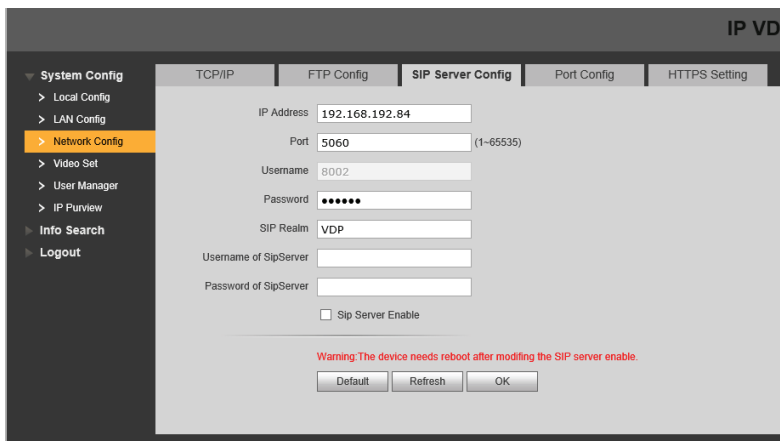 IP VD
System Config
Local Config
LAN Config
Network Config
Video Set
User Manager
IP Purview
Info Search
Logout
TCP/IP
FTP Config
SIP Server Config
Port Config
HTTPS Setting
IP Address 192.168.192.84
Port 5060 (1~65535)
Username 8002
Password ●●●●●●
SIP Realm VDP
Username of SipServer
Password of SipServer
Sip Server Enable
Warning:The device needs reboot after modifing the SIP server enable.
Default Refresh OK